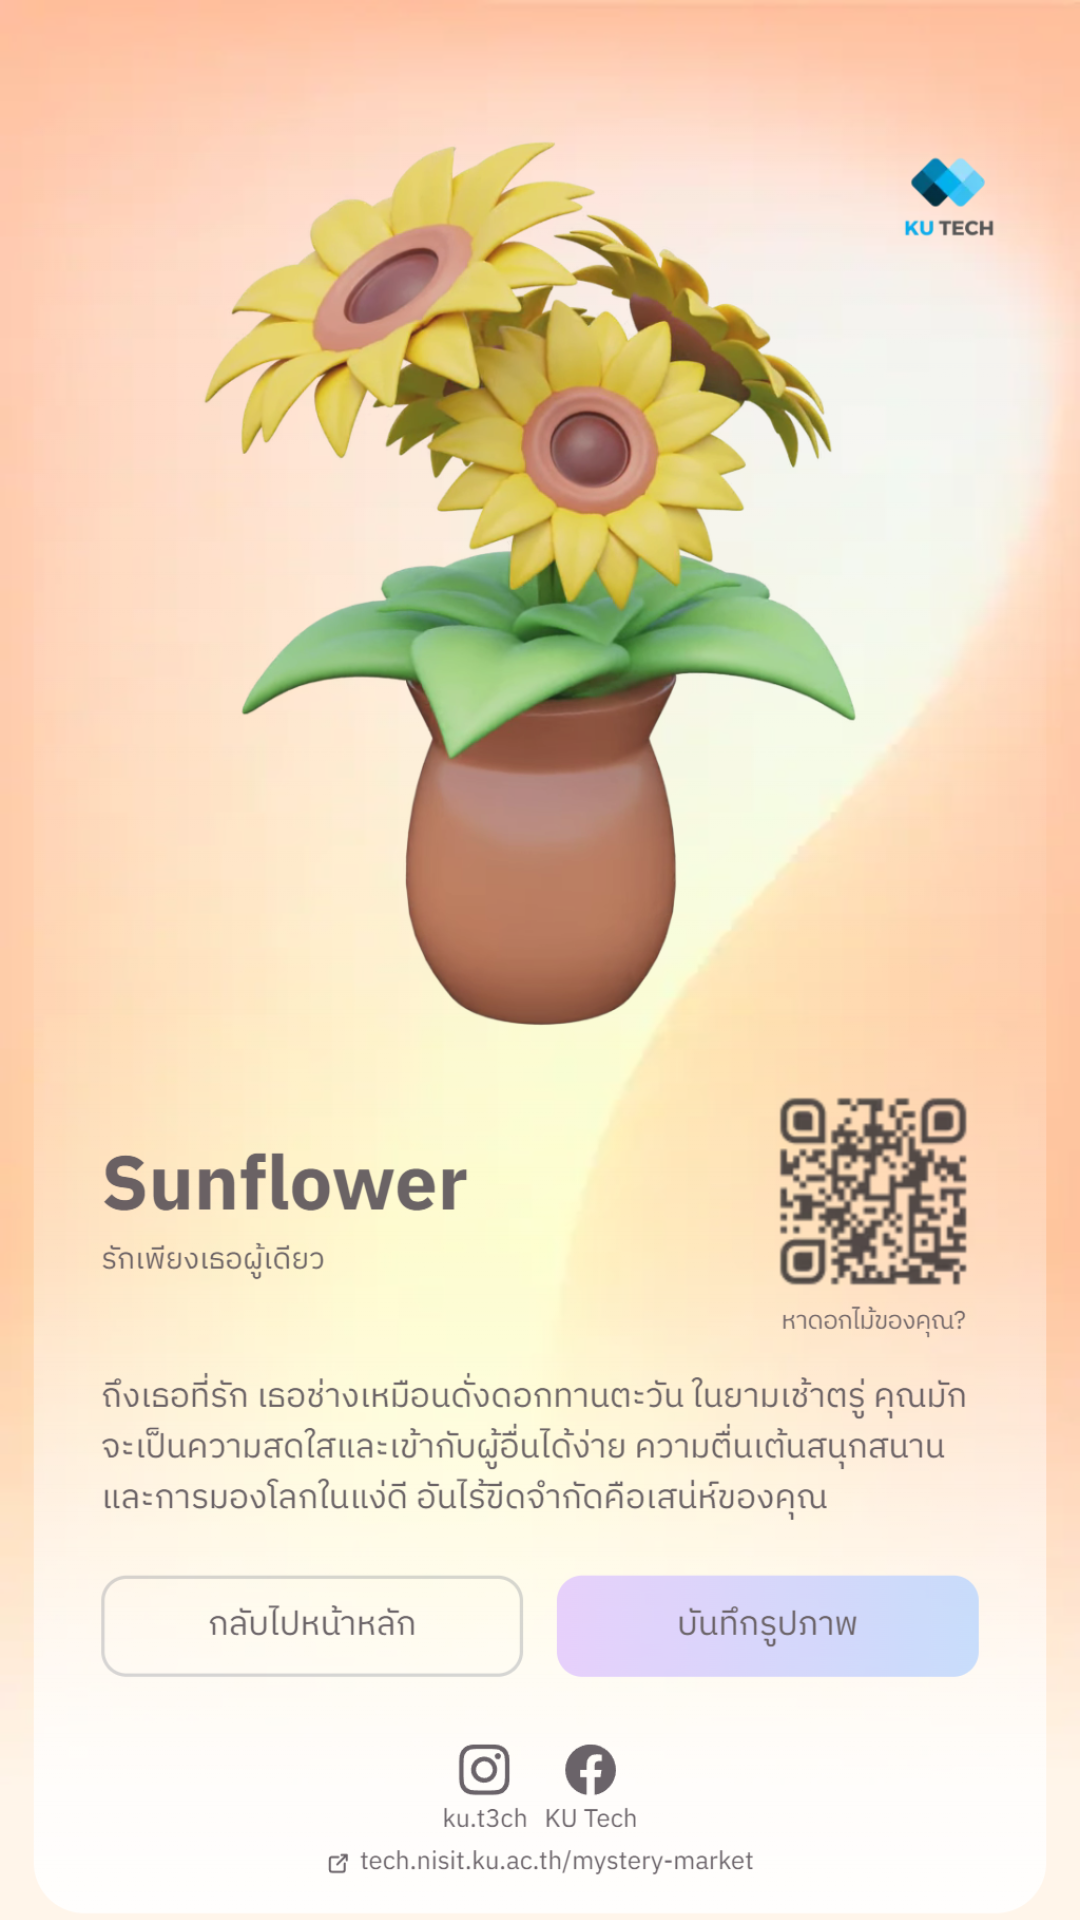 KU TECH
Sunflower
รักเพียงเธอผู้เดียว
หาดอกไม้ของคุณ?
ถึงเธอที่รัก เธอช่างเหมือนดั่งดอกทานตะวัน ในยามเช้าตรู่ คุณมัก
จะเป็นความสดใสและเข้ากับผู้อื่นได้ง่าย ความตื่นเต้นสนุกสนาน
และการมองโลกในแง่ดี อันไร้ขีดจำกัดคือเสน่ห์ของคุณ
กลับไปหน้าหลัก
บันทึกรูปภาพ
ku.t3ch KU Tech
tech.nisit.ku.ac.th/mystery-market